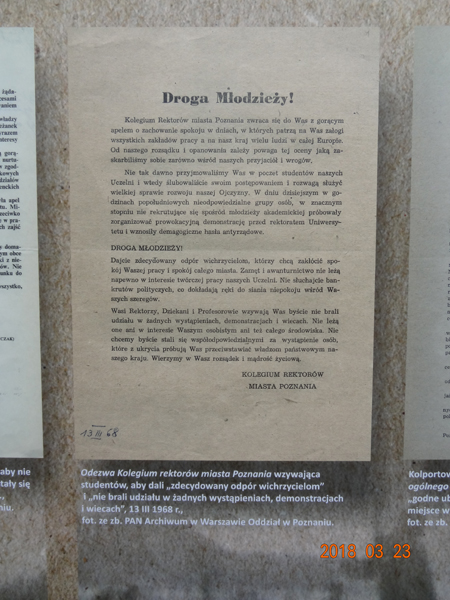 Droga Młodzieży!
Kolegium Rektorów miasta Poznania zwraca się do Was z gorącym
apelem o zachowanie spokoju w dniach, w których patrzą na Was załogi
wszystkich zakładów pracy a na nasz kraj wielu ludzi w całej Europie.
Od naszego rozsądku i opanowania zależy powaga tej oceny jaką za-
skarbiliśmy sobie zarówno wśród naszych przyjaciół i wrogów.
Nie tak dawno przyjmowaliśmy Was w poczet studentów naszych
Uczelni i wtedy ślubowaliście swoim postępowaniem i rozwagą służyć
wielkiej sprawie rozwoju naszej Ojczyzny. W dniu dzisiejszym w go-
dzinach popołudniowych nieodpowiedzialne grupy osób, w znacznym
stopniu nie rekrutujące się spośród młodzieży akademickiej próbowały
zorganizować prowokacyjną demonstrację przed rektoratem Uniwersy-
tetu i wznosiły demagogiczne hasła antyrządowe.
DROGA MŁODZIEŻY!
Dajcie zdecydowany odpór wichrzycielom, którzy chcą zakłócić spo-
kój Waszej pracy i spokój całego miasta. Zamęt i awanturnictwo nie leżą
napewno w interesie twórczej pracy naszych Uczelni. Nie słuchajcie ban-
krutów politycznych, co dokładają ręki do siania niepokoju wśród Wa-
szych szeregów.
Wasi Rektorzy, Dziekani i Profesorowie wzywają Was byście nie brali
udziału w żadnych wystąpieniach, demonstracjach i wiecach. Nie leżą
one ani w interesie Waszym osobistym ani też całego środowiska. Nie
chcemy byście stali się współodpowiedzialnymi za wystąpienie osób,
które z ukrycia próbują Was przeciwstawiać władzom państwowym na-
szego kraju. Wierzymy w Wasz rozsądek i mądrość życiową.
KOLEGIUM REKTORÓW
MIASTA POZNANIA
13 III 68
Odezwa Kolegium rektorów miasta Poznania wzywająca
studentów, aby dali „zdecydowany odpór wichrzycielom”
i „nie brali udziału w żadnych wystąpieniach, demonstracjach
i wiecach”, 13 III 1968 r.,
fot. ze zb. PAN Archiwum w Warszawie Oddział w Poznaniu.
2018 03 23